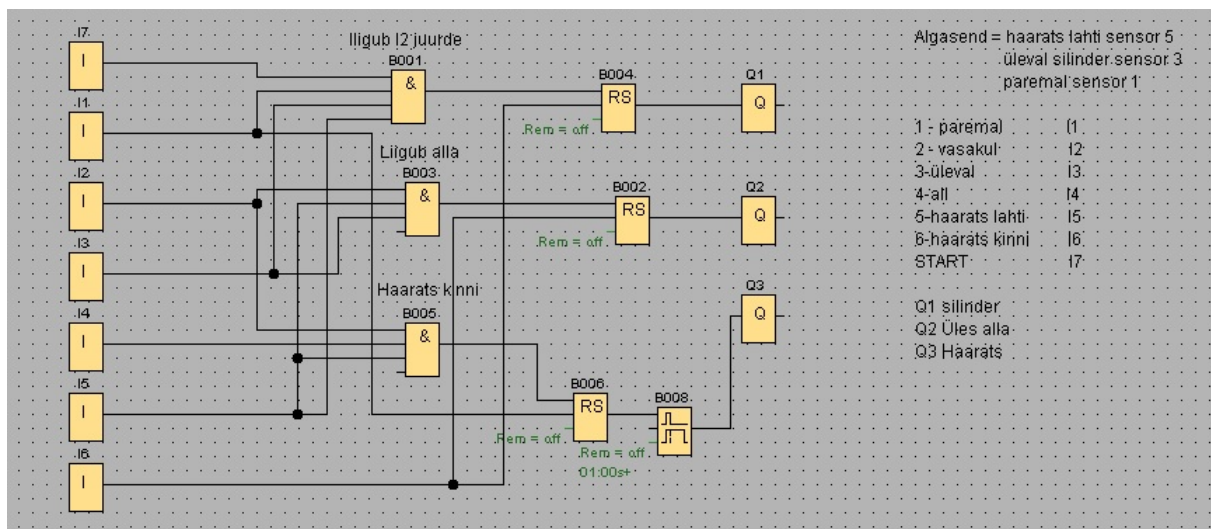 I7
I
I1
I
I2
I
I3
I
I4
I
I5
I
I6
I
Iligub I2 juurde
B001
&
Liigub alla
B003
&
Haarats kinni
B005
&
B004
RS
Rem = off
B002
RS
Rem = off
B006
RS
Rem = off
B008
Rem = off
01:00s+
Q1
Q
Q2
Q
Q3
Q
Algasend = haarats lahti sensor 5
üleval silinder sensor 3
paremal sensor 1
1 - paremal I1
2 - vasakul I2
3-üleval I3
4-all I4
5-haarats lahti I5
6-haarats kinni I6
START I7
Q1 silinder
Q2 Üles alla
Q3 Haarats